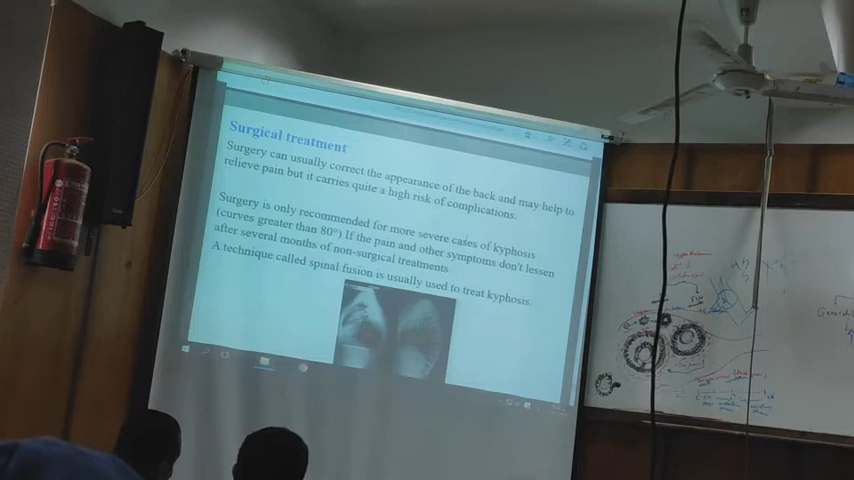 Surgical treatment
Surgery can usually correct the appearance of the back and may help to
relieve pain but it carries quite a high risk of complications.
Surgery is only recommended for more severe cases of kyphosis
(curves greater than 80°) If the pain and other symptoms don't lessen
after several months of non-surgical treatments
A technique called spinal fusion is usually used to treat kyphosis.